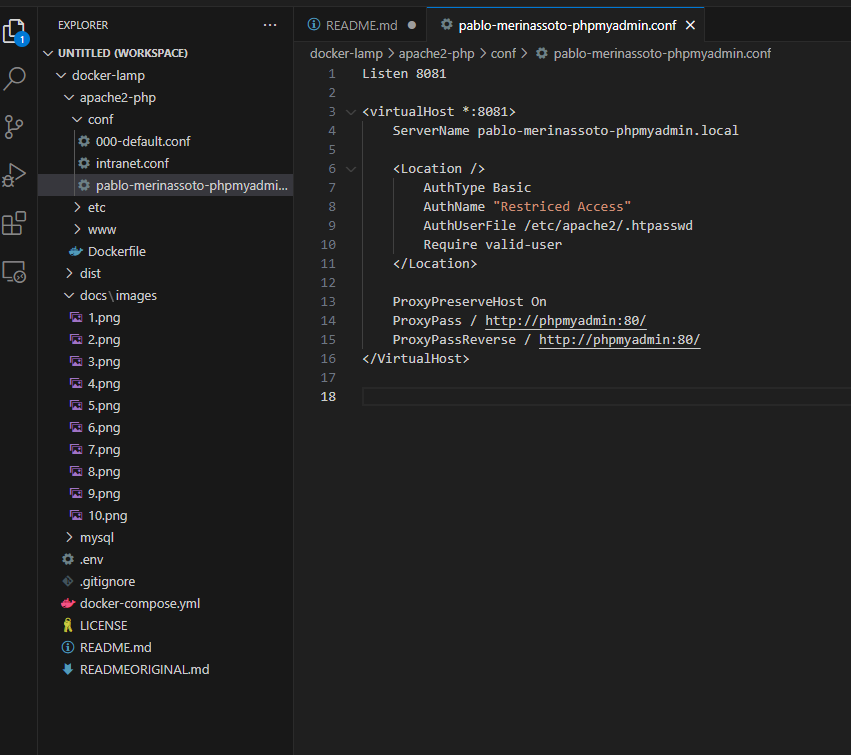 1
EXPLORER
···
UNTITLED (WORKSPACE)
docker-lamp
apache2-php
conf
000-default.conf
intranet.conf
pablo-merinassoto-phpmyadmi...
etc
www
Dockerfile
dist
docs\images
1.png
2.png
3.png
4.png
5.png
6.png
7.png
8.png
9.png
10.png
mysql
.env
.gitignore
docker-compose.yml
LICENSE
README.md
READMEORIGINAL.md
README.md
pablo-merinassoto-phpmyadmin.conf
docker-lamp > apache2-php > conf > pablo-merinassoto-phpmyadmin.conf
1 Listen 8081
2
3 <virtualHost *:8081>
4 ServerName pablo-merinassoto-phpmyadmin.local
5
6 <Location />
7 AuthType Basic
8 AuthName "Restriced Access"
9 AuthUserFile /etc/apache2/.htpasswd
10 Require valid-user
11 </Location>
12
13 ProxyPreserveHost On
14 ProxyPass / http://phpmyadmin:80/
15 ProxyPassReverse / http://phpmyadmin:80/
16 </VirtualHost>
17
18